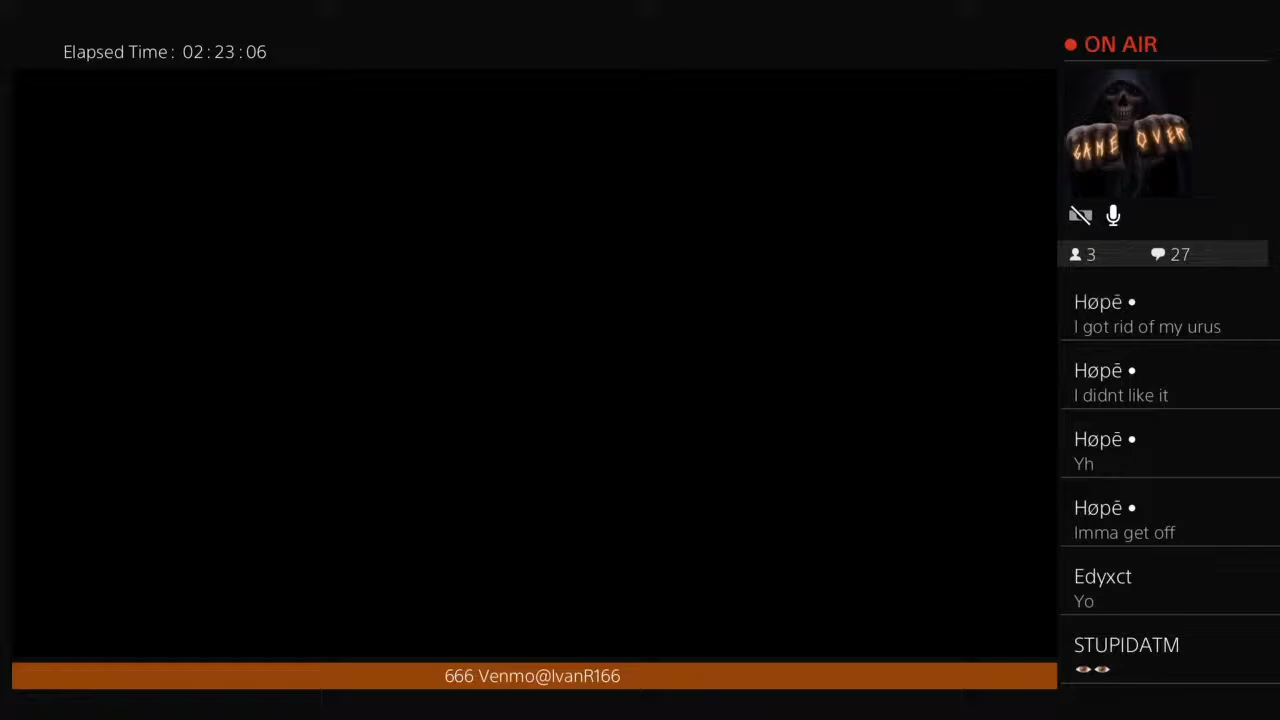 Elapsed Time: 02:23:06
ON AIR
GAME OVER
3 27
Høpē •
I got rid of my urus
Høpē •
I didnt like it
Høpē •
Yh
Høpē •
Imma get off
Edyxct
Yo
STUPIDATM
👁️👁️
666 Venmo@IvanR166